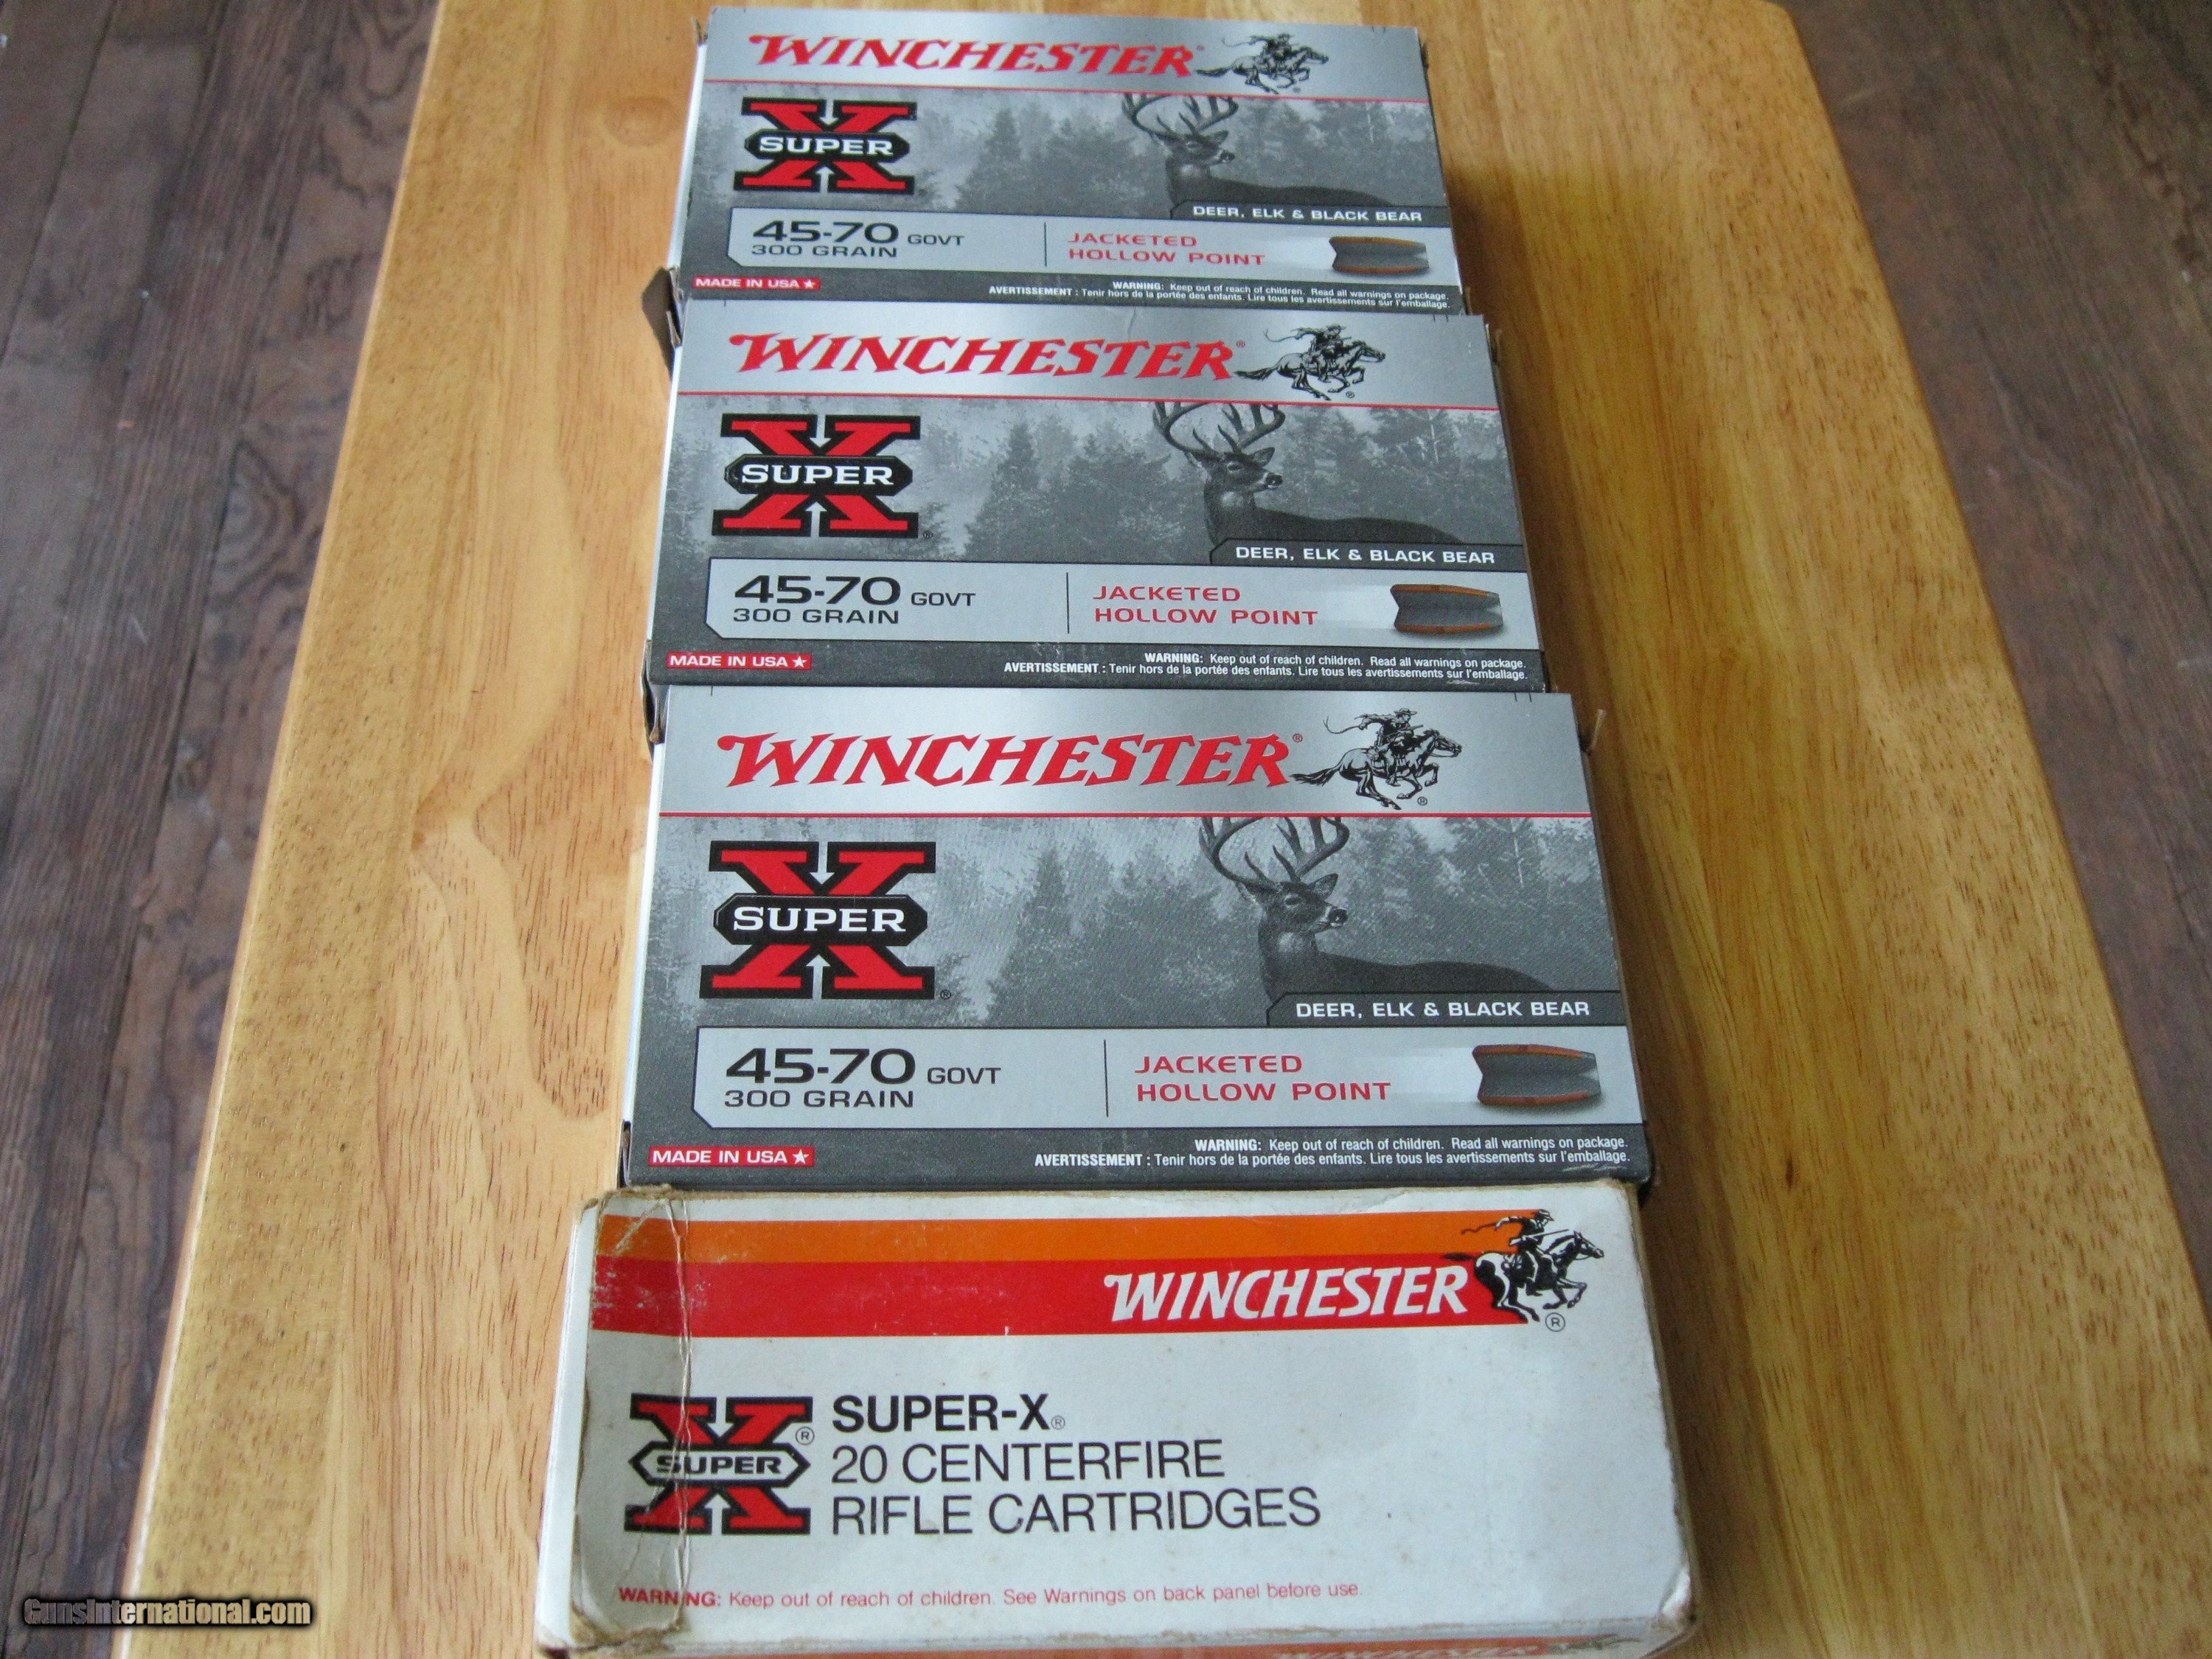 WINCHESTER®
X SUPER
DEER, ELK & BLACK BEAR
45-70 GOVT
300 GRAIN
JACKETED
HOLLOW POINT
MADE IN USA
WARNING: Keep out of reach of children. Read all warnings on package.
AVERTISSEMENT : Tenir hors de la portée des enfants. Lire tous les avertissements sur l'emballage.
WINCHESTER®
®
X SUPER ®
DEER, ELK & BLACK BEAR
45-70 GOVT
300 GRAIN
JACKETED
HOLLOW POINT
MADE IN USA
WARNING: Keep out of reach of children. Read all warnings on package.
AVERTISSEMENT : Tenir hors de la portée des enfants. Lire tous les avertissements sur l'emballage.
WINCHESTER®
®
X SUPER ®
DEER, ELK & BLACK BEAR
45-70 GOVT
300 GRAIN
JACKETED
HOLLOW POINT
MADE IN USA
WARNING: Keep out of reach of children. Read all warnings on package.
AVERTISSEMENT : Tenir hors de la portée des enfants. Lire tous les avertissements sur l'emballage.
WINCHESTER
®
X SUPER ®
SUPER-X®
20 CENTERFIRE
RIFLE CARTRIDGES
WARNING: Keep out of reach of children. See Warnings on back panel before use.
GunsInternational.com